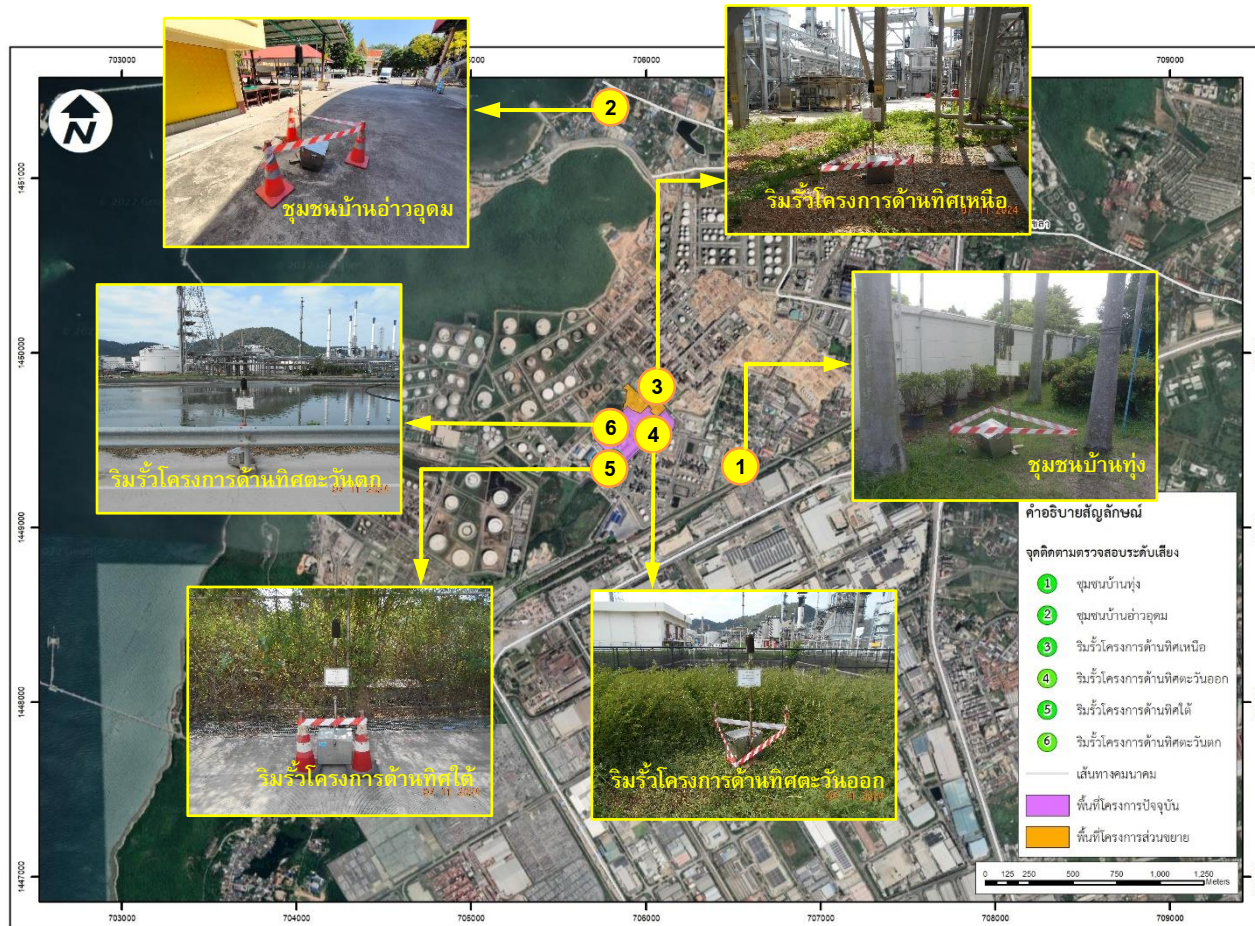 703000
704000
705000
706000
707000
708000
709000
N
1451000
1450000
1449000
1448000
1447000
ชุมชนบ้านอ่าวอุดม
2
ริมรั้วโครงการด้านทิศเหนือ
07 11 2024
ริมรั้วโครงการด้านทิศตะวันตก
3
6
4
5
1
ชุมชนบ้านทุ่ง
ริมรั้วโครงการด้านทิศใต้
ริมรั้วโครงการด้านทิศตะวันออก
คำอธิบายสัญลักษณ์
จุดติดตามตรวจสอบระดับเสียง
1 ชุมชนบ้านทุ่ง
2 ชุมชนบ้านอ่าวอุดม
3 ริมรั้วโครงการด้านทิศเหนือ
4 ริมรั้วโครงการด้านทิศตะวันออก
5 ริมรั้วโครงการด้านทิศใต้
6 ริมรั้วโครงการด้านทิศตะวันตก
เส้นทางคมนาคม
พื้นที่โครงการปัจจุบัน
พื้นที่โครงการส่วนขยาย
0 125 250 500 750 1,000 1,250
Meters
703000
704000
705000
706000
707000
708000
709000